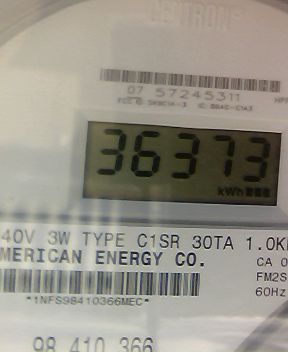 CENTRON
07 57245311
36373
kWh
40V 3W TYPE C1SR 30TA 1.0K
MERICAN ENERGY CO.
CA 0
FM2S
60Hz
*1NFS98410366MEC*
98 410 366